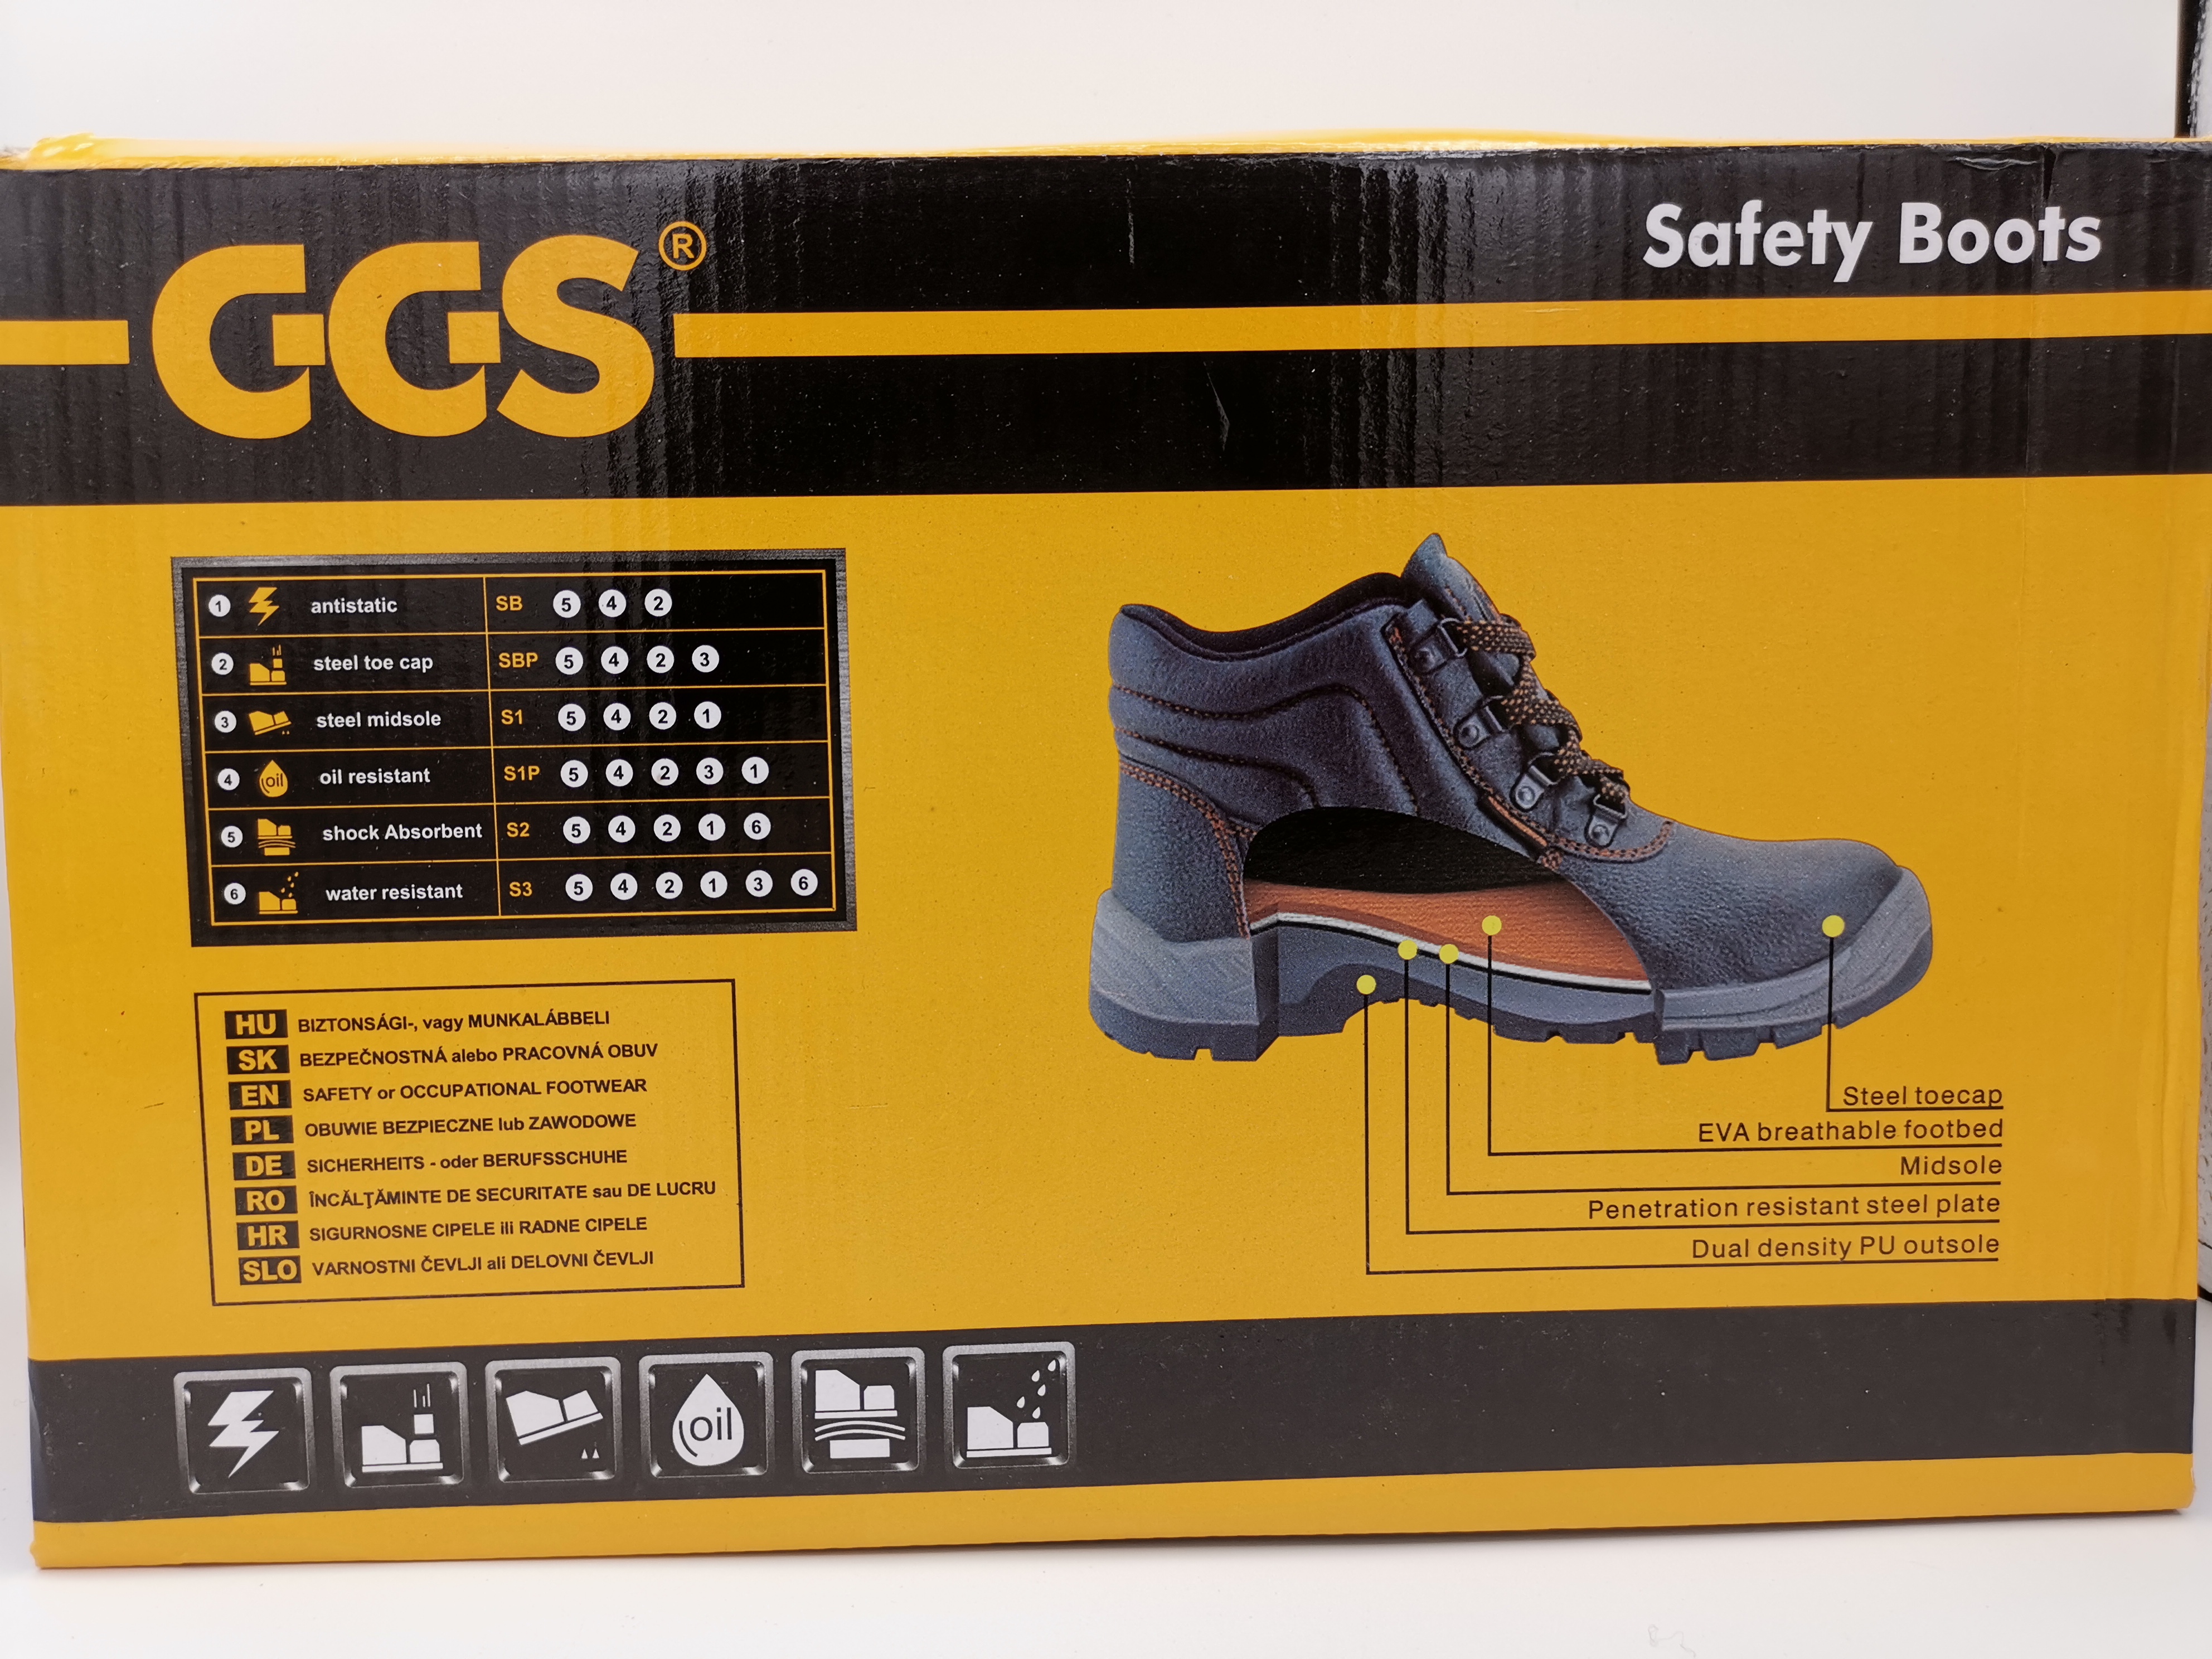 GGS®
Safety Boots
1 antistatic SB 5 4 2
2 steel toe cap SBP 5 4 2 3
3 steel midsole S1 5 4 2 1
4 oil oil resistant S1P 5 4 2 3 1
5 shock Absorbent S2 5 4 2 1 6
6 water resistant S3 5 4 2 1 3 6
HU BIZTONSÁGI-, vagy MUNKALÁBBELI
SK BEZPEČNOSTNÁ alebo PRACOVNÁ OBUV
EN SAFETY or OCCUPATIONAL FOOTWEAR
PL OBUWIE BEZPIECZNE lub ZAWODOWE
DE SICHERHEITS - oder BERUFSSCHUHE
RO ÎNCĂLŢĂMINTE DE SECURITATE sau DE LUCRU
HR SIGURNOSNE CIPELE ili RADNE CIPELE
SLO VARNOSTNI ČEVLJI ali DELOVNI ČEVLJI
Steel toecap
EVA breathable footbed
Midsole
Penetration resistant steel plate
Dual density PU outsole
oil